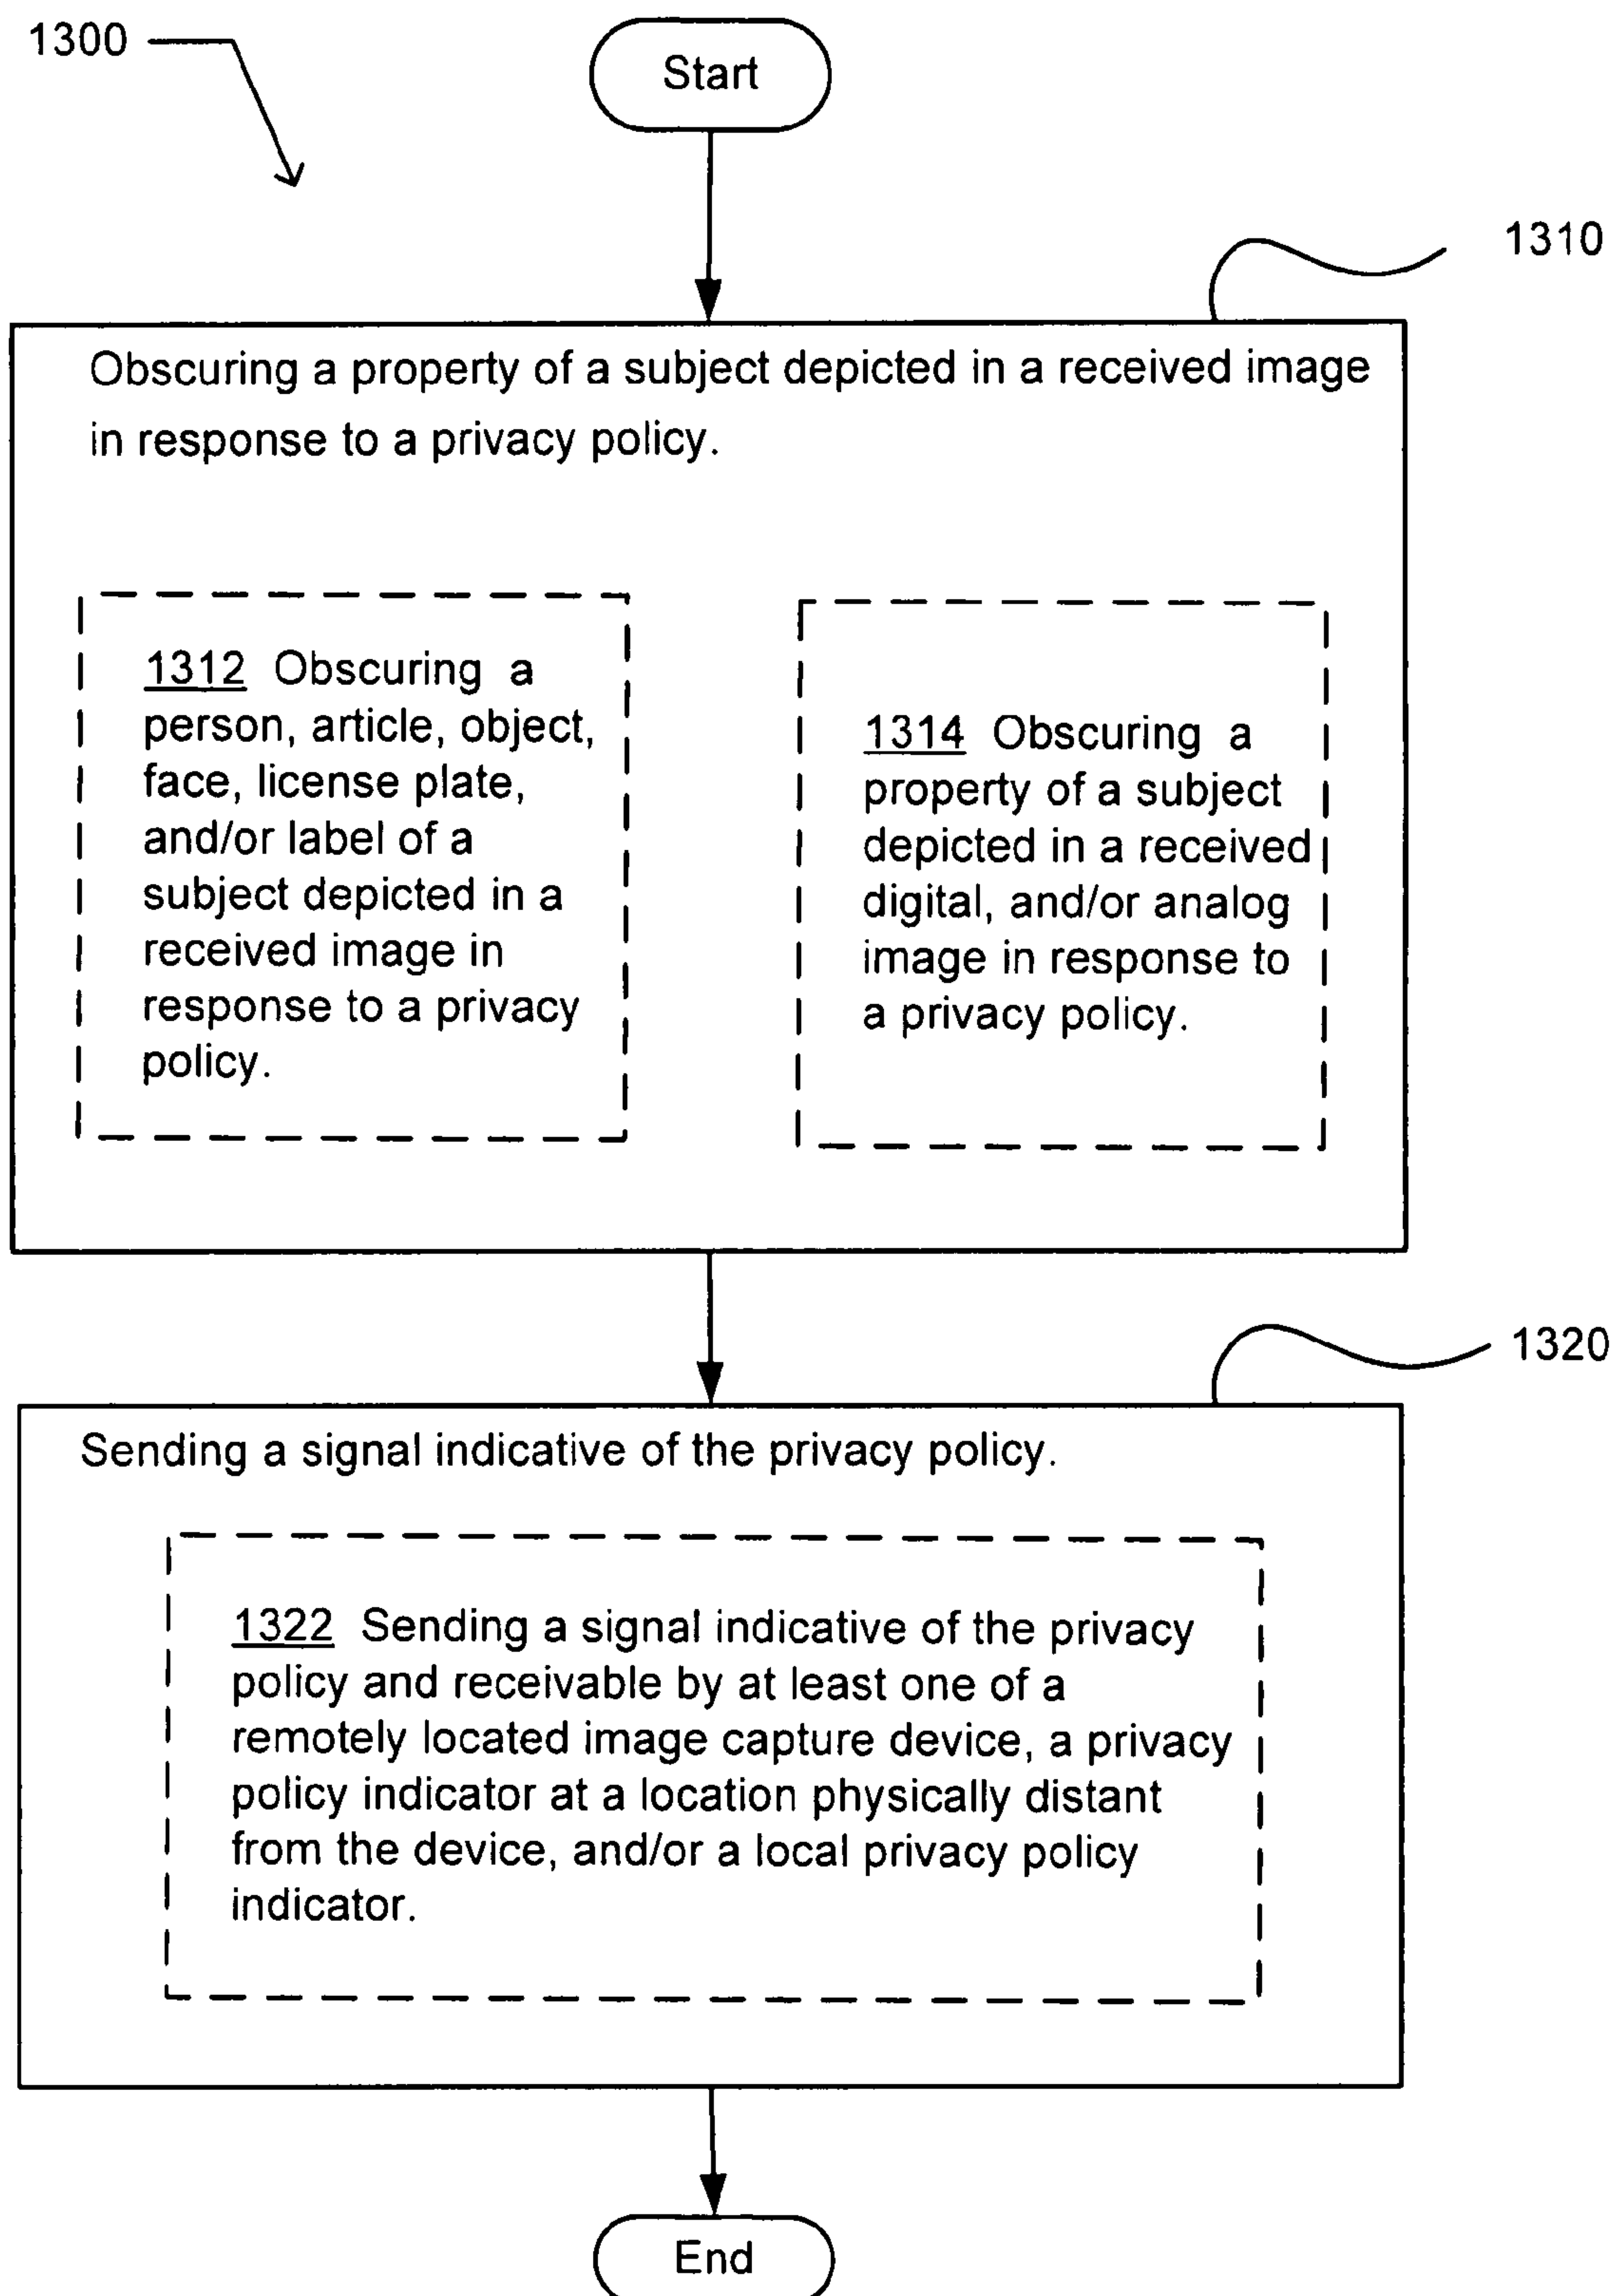 1300
Start
1310
Obscuring a property of a subject depicted in a received image
in response to a privacy policy.
1312 Obscuring a
person, article, object,
face, license plate,
and/or label of a
subject depicted in a
received image in
response to a privacy
policy.
1314 Obscuring a
property of a subject
depicted in a received
digital, and/or analog
image in response to
a privacy policy.
1320
Sending a signal indicative of the privacy policy.
1322 Sending a signal indicative of the privacy
policy and receivable by at least one of a
remotely located image capture device, a privacy
policy indicator at a location physically distant
from the device, and/or a local privacy policy
indicator.
End